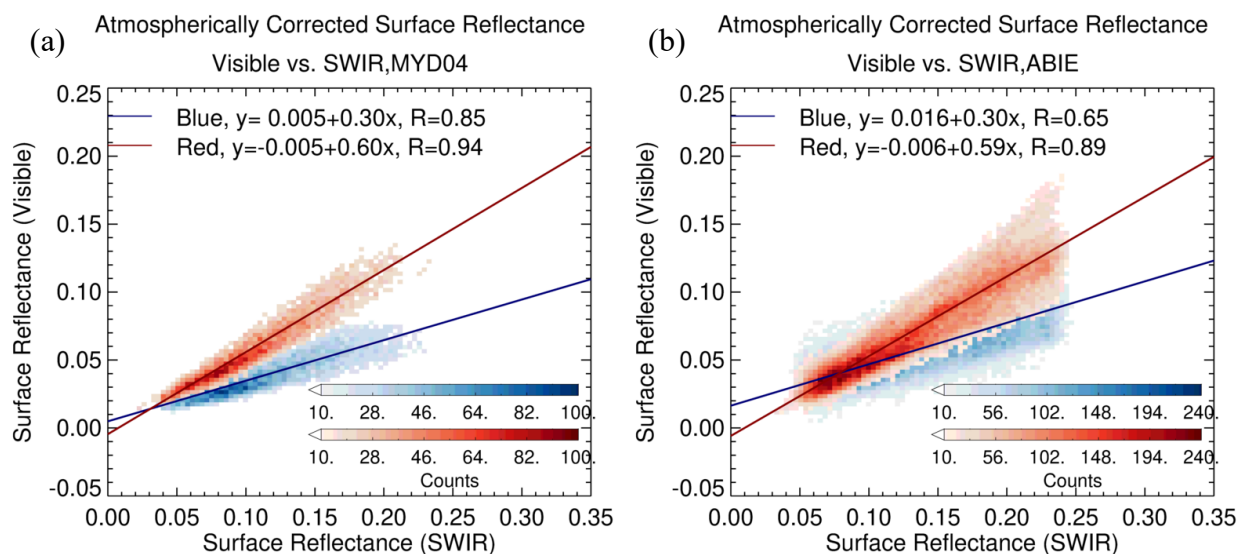 (a)
Atmospherically Corrected Surface Reflectance
Visible vs. SWIR,MYD04
0.25
0.20
0.15
0.10
0.05
0.00
-0.05
Surface Reflectance (Visible)
Blue, y= 0.005+0.30x, R=0.85
Red, y=-0.005+0.60x, R=0.94
10. 28. 46. 64. 82. 100.
10. 28. 46. 64. 82. 100.
Counts
0.00 0.05 0.10 0.15 0.20 0.25 0.30 0.35
Surface Reflectance (SWIR)
(b)
Atmospherically Corrected Surface Reflectance
Visible vs. SWIR,ABIE
0.25
0.20
0.15
0.10
0.05
0.00
-0.05
Surface Reflectance (Visible)
Blue, y= 0.016+0.30x, R=0.65
Red, y=-0.006+0.59x, R=0.89
10. 56. 102. 148. 194. 240.
10. 56. 102. 148. 194. 240.
Counts
0.00 0.05 0.10 0.15 0.20 0.25 0.30 0.35
Surface Reflectance (SWIR)